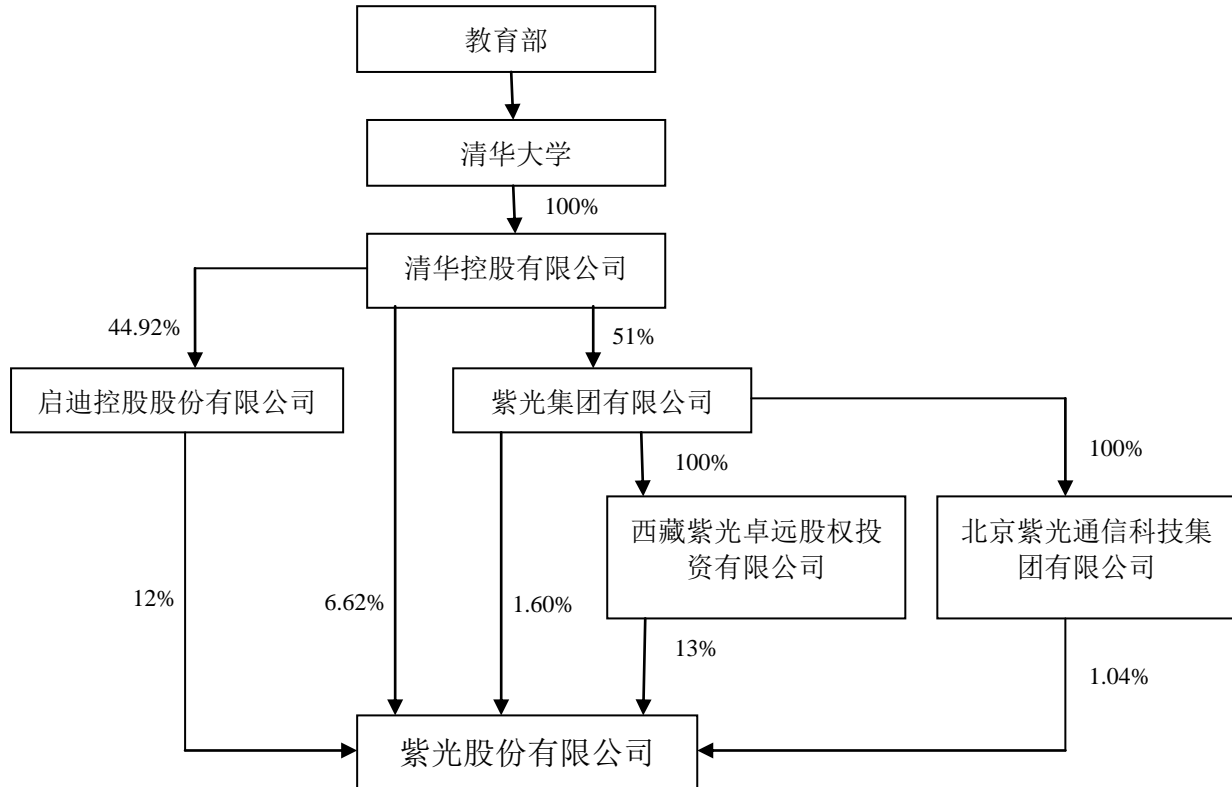 教育部
清华大学
100%
清华控股有限公司
44.92%
51%
启迪控股股份有限公司
紫光集团有限公司
100%
100%
西藏紫光卓远股权投
资有限公司
北京紫光通信科技集
团有限公司
12%
6.62%
1.60%
13%
1.04%
紫光股份有限公司